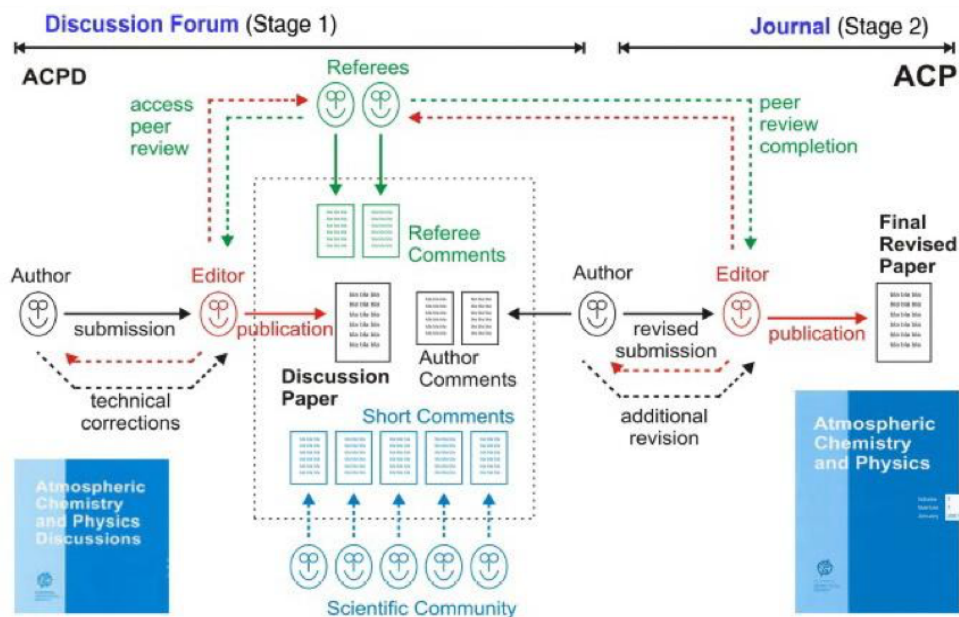 Discussion Forum (Stage 1)
Journal (Stage 2)
ACPD
ACP
Referees
access
peer
review
peer
review
completion
Referee
Comments
Final
Revised
Paper
Author
Editor
Author
Editor
submission
publication
revised
submission
publication
Author
Comments
Discussion
Paper
technical
corrections
additional
revision
Short Comments
Atmospheric
Chemistry
and Physics
Discussions
Atmospheric
Chemistry
and Physics
Scientific Community